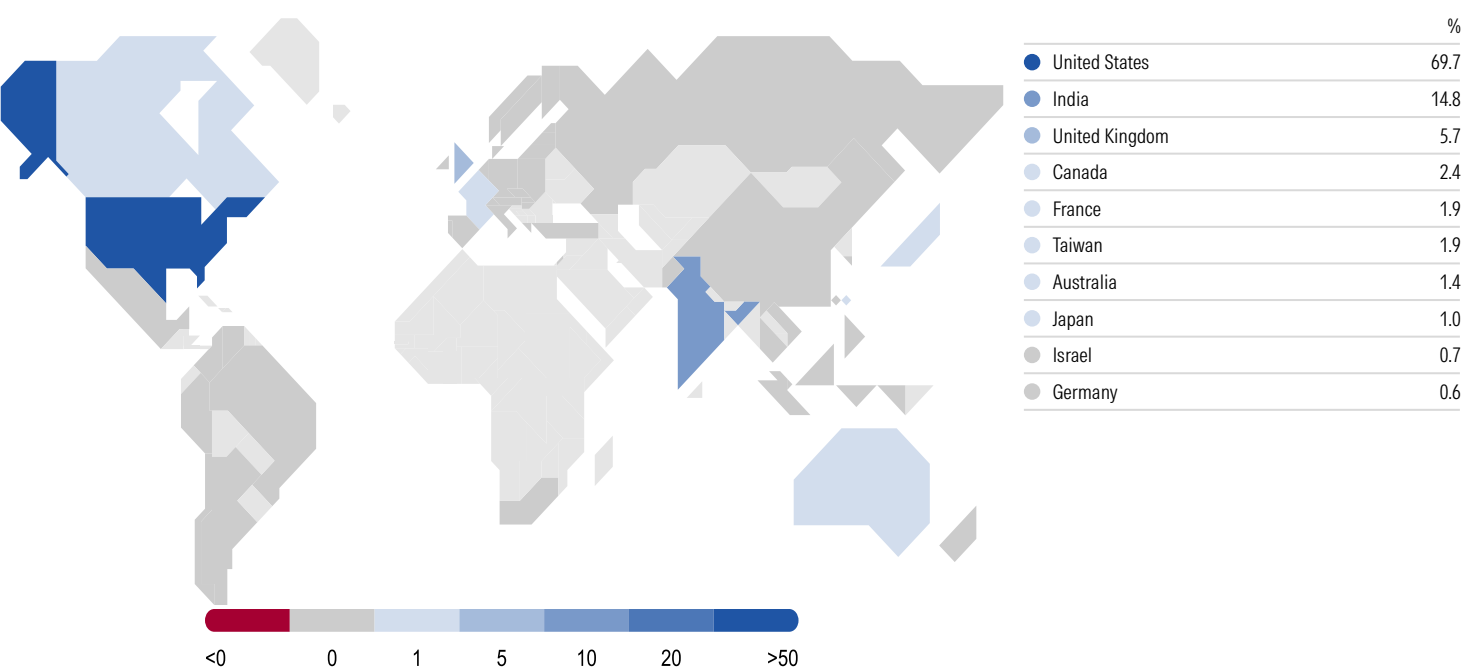 %
United States 69.7
India 14.8
United Kingdom 5.7
Canada 2.4
France 1.9
Taiwan 1.9
Australia 1.4
Japan 1.0
Israel 0.7
Germany 0.6
<0 0 1 5 10 20 >50